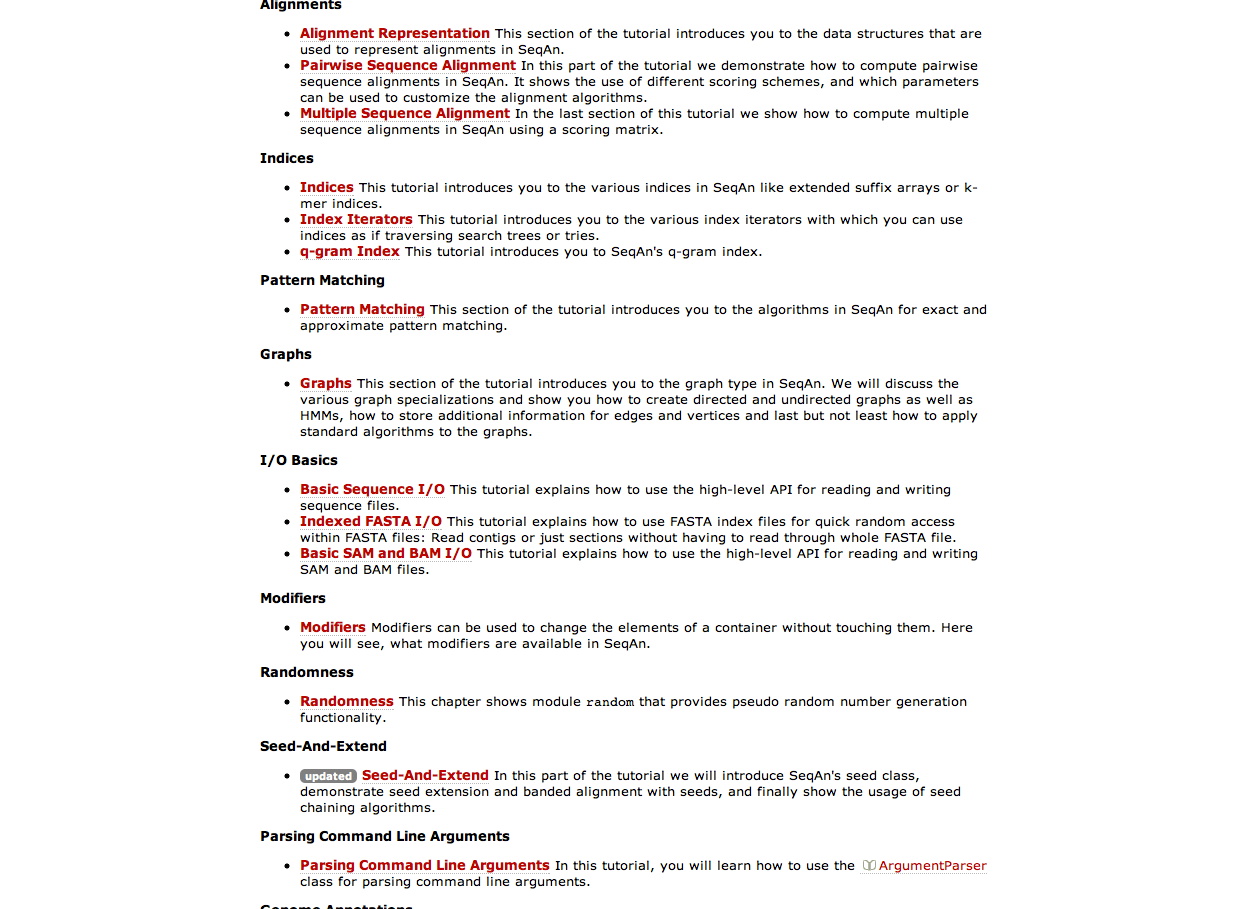 Alignments
Alignment Representation This section of the tutorial introduces you to the data structures that are
used to represent alignments in SeqAn.
Pairwise Sequence Alignment In this part of the tutorial we demonstrate how to compute pairwise
sequence alignments in SeqAn. It shows the use of different scoring schemes, and which parameters
can be used to customize the alignment algorithms.
Multiple Sequence Alignment In the last section of this tutorial we show how to compute multiple
sequence alignments in SeqAn using a scoring matrix.
Indices
Indices This tutorial introduces you to the various indices in SeqAn like extended suffix arrays or k-
mer indices.
Index Iterators This tutorial introduces you to the various index iterators with which you can use
indices as if traversing search trees or tries.
q-gram Index This tutorial introduces you to SeqAn's q-gram index.
Pattern Matching
Pattern Matching This section of the tutorial introduces you to the algorithms in SeqAn for exact and
approximate pattern matching.
Graphs
Graphs This section of the tutorial introduces you to the graph type in SeqAn. We will discuss the
various graph specializations and show you how to create directed and undirected graphs as well as
HMMs, how to store additional information for edges and vertices and last but not least how to apply
standard algorithms to the graphs.
I/O Basics
Basic Sequence I/O This tutorial explains how to use the high-level API for reading and writing
sequence files.
Indexed FASTA I/O This tutorial explains how to use FASTA index files for quick random access
within FASTA files: Read contigs or just sections without having to read through whole FASTA file.
Basic SAM and BAM I/O This tutorial explains how to use the high-level API for reading and writing
SAM and BAM files.
Modifiers
Modifiers Modifiers can be used to change the elements of a container without touching them. Here
you will see, what modifiers are available in SeqAn.
Randomness
Randomness This chapter shows module random that provides pseudo random number generation
functionality.
Seed-And-Extend
updated Seed-And-Extend In this part of the tutorial we will introduce SeqAn's seed class,
demonstrate seed extension and banded alignment with seeds, and finally show the usage of seed
chaining algorithms.
Parsing Command Line Arguments
Parsing Command Line Arguments In this tutorial, you will learn how to use the ArgumentParser
class for parsing command line arguments.
Genome Annotations